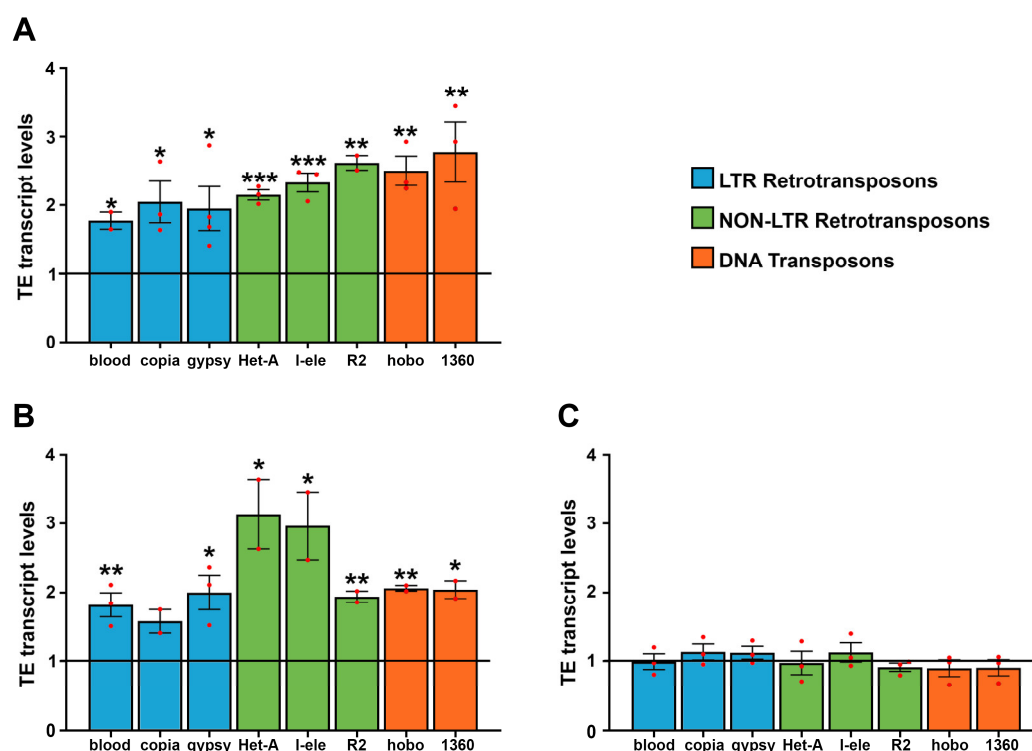 A
TE transcript levels
4
3
2
1
0
*
*
*
***
***
**
**
**
blood copia gypsy Het-A I-ele R2 hobo 1360
LTR Retrotransposons
NON-LTR Retrotransposons
DNA Transposons
B
TE transcript levels
4
3
2
1
0
**
*
*
*
**
**
*
blood copia gypsy Het-A I-ele R2 hobo 1360
C
TE transcript levels
4
3
2
1
0
blood copia gypsy Het-A I-ele R2 hobo 1360